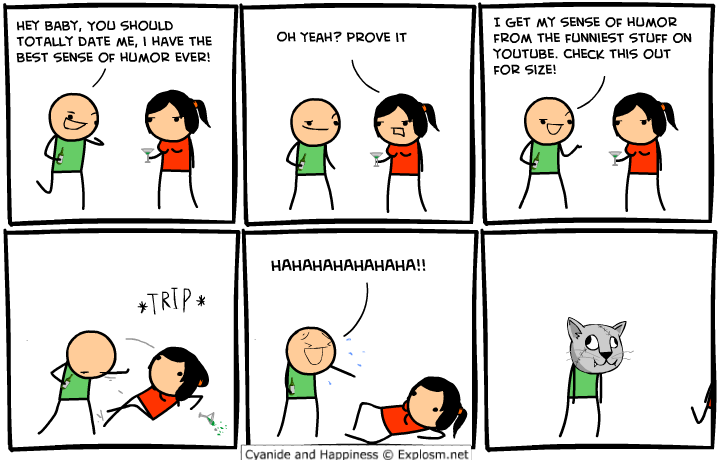 HEY BABY, YOU SHOULD
TOTALLY DATE ME, I HAVE THE
BEST SENSE OF HUMOR EVER!
OH YEAH? PROVE IT
I GET MY SENSE OF HUMOR
FROM THE FUNNIEST STUFF ON
YOUTUBE. CHECK THIS OUT
FOR SIZE!
*TRIP*
HAHAHAHAHAHAHA!!
Cyanide and Happiness © Explosm.net